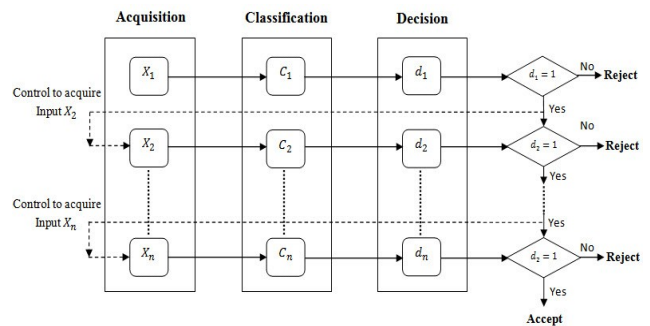 Acquisition Classification Decision
X₁ C₁ d₁ d₁ = 1 No Reject
Control to acquire
Input X₂
Yes
X₂ C₂ d₂ d₂ = 1 No Reject
Yes
Control to acquire
Input Xₙ
Yes
Xₙ Cₙ dₙ d₂ = 1 No Reject
Yes
Accept